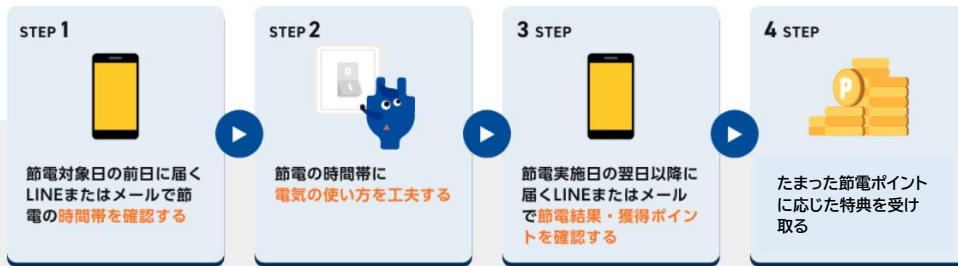 STEP 1
節電対象日の前日に届く
LINEまたはメールで節
電の時間帯を確認する
STEP 2
節電の時間帯に
電気の使い方を工夫する
3 STEP
節電実施日の翌日以降に
届くLINEまたはメール
で節電結果・獲得ポイン
トを確認する
4 STEP
P
たまった節電ポイント
に応じた特典を受け
取る